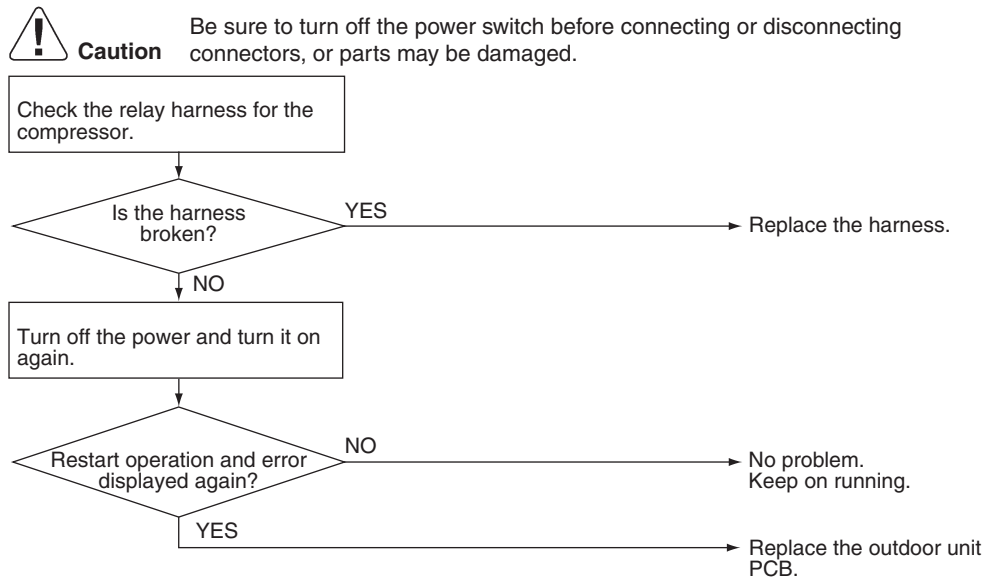 Be sure to turn off the power switch before connecting or disconnecting
Caution connectors, or parts may be damaged.
Check the relay harness for the
compressor.
Is the harness
broken?
YES
Replace the harness.
NO
Turn off the power and turn it on
again.
Restart operation and error
displayed again?
NO
No problem.
Keep on running.
YES
Replace the outdoor unit
PCB.